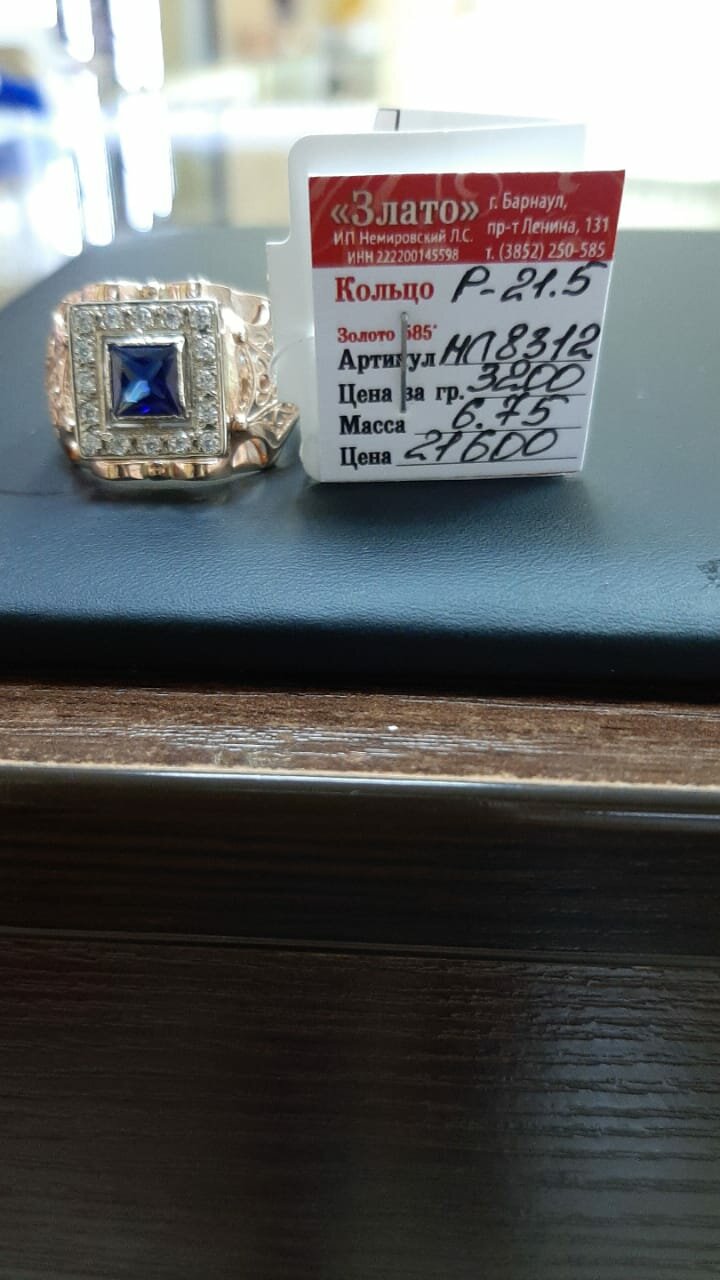 «Злато»
г. Барнаул,
пр-т Ленина, 131
т. (3852) 250-585
ИП Немировский Л.С.
ИНН 222200145598
Кольцо Р-21.5
Золото 585°
Артикул НП8312
Цена за гр. 3200
Масса 6.75
Цена 21600